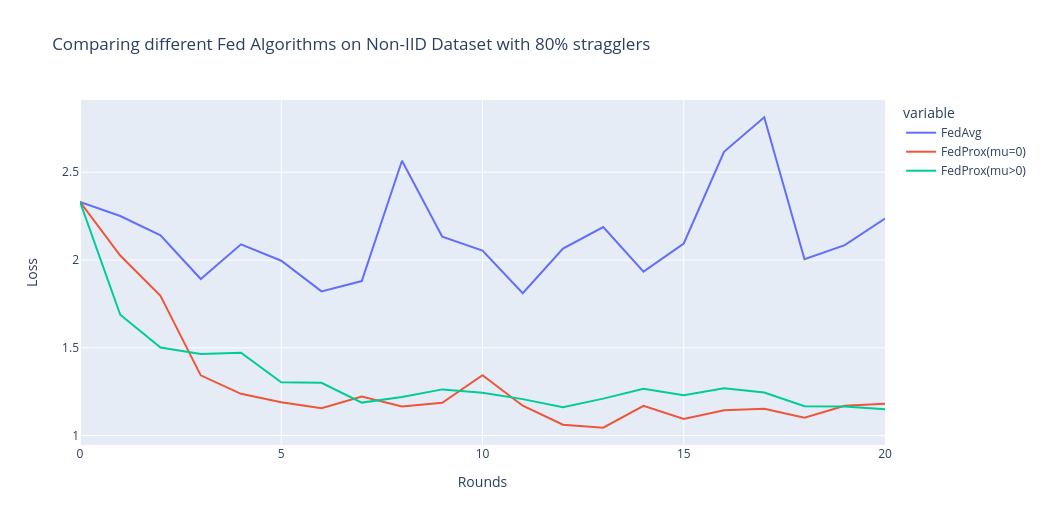 Comparing different Fed Algorithms on Non-IID Dataset with 80% stragglers
variable
FedAvg
FedProx(mu=0)
FedProx(mu>0)
2.5
2
1.5
1
Loss
0 5 10 15 20
Rounds